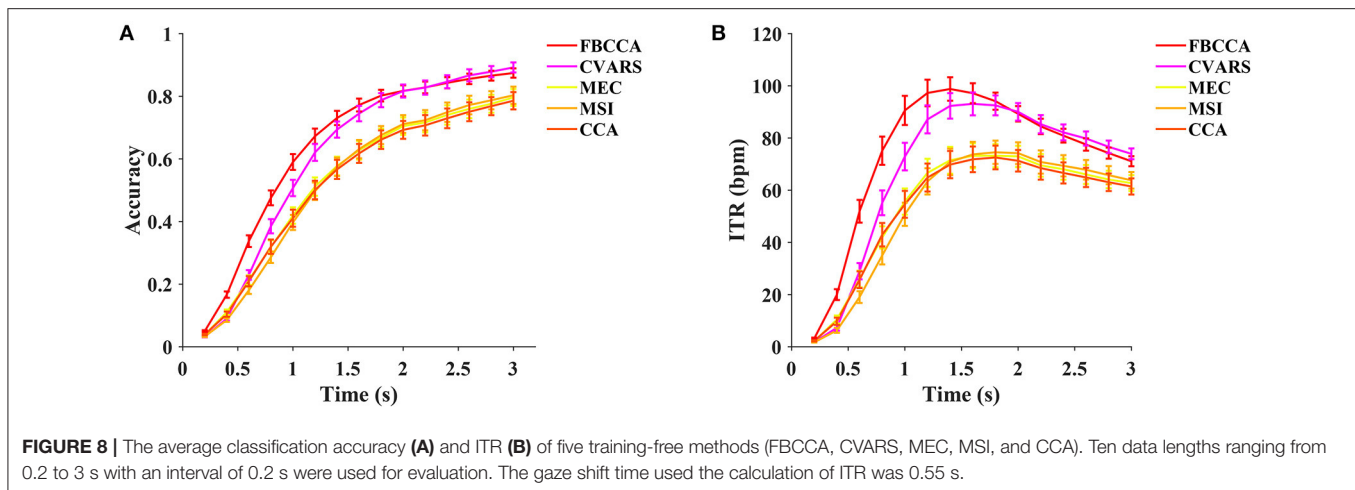 A
1
0.8
0.6
0.4
0.2
0
Accuracy
0
0.5
1
1.5
2
2.5
3
Time (s)
FBCCA
CVARS
MEC
MSI
CCA
B
120
100
80
60
40
20
0
ITR (bpm)
0
0.5
1
1.5
2
2.5
3
Time (s)
FBCCA
CVARS
MEC
MSI
CCA
FIGURE 8 | The average classification accuracy (A) and ITR (B) of five training-free methods (FBCCA, CVARS, MEC, MSI, and CCA). Ten data lengths ranging from
0.2 to 3 s with an interval of 0.2 s were used for evaluation. The gaze shift time used the calculation of ITR was 0.55 s.